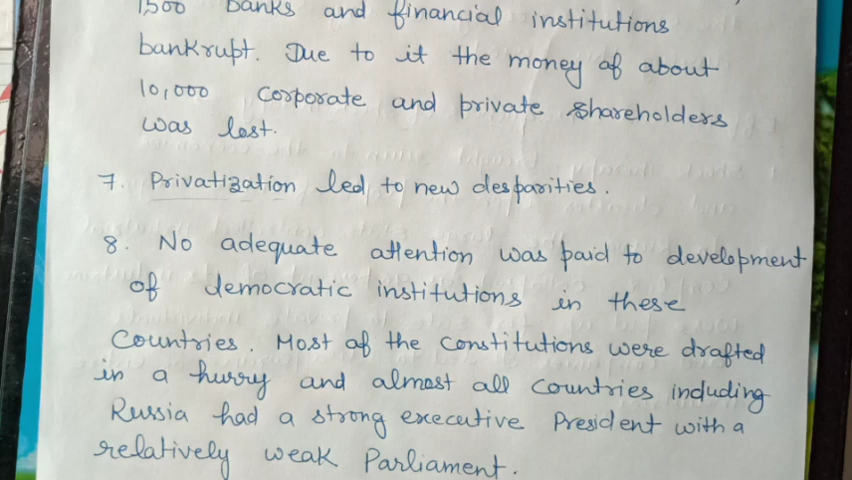 1,500 banks and financial institutions
bankrupt. Due to it the money of about
10,000 corporate and private shareholders
was lost.
7. Privatization led to new desparities.
8. No adequate attention was paid to development
of democratic institutions in these
Countries. Most of the Constitutions were drafted
in a hurry and almost all countries including
Russia had a strong executive President with a
relatively weak Parliament.